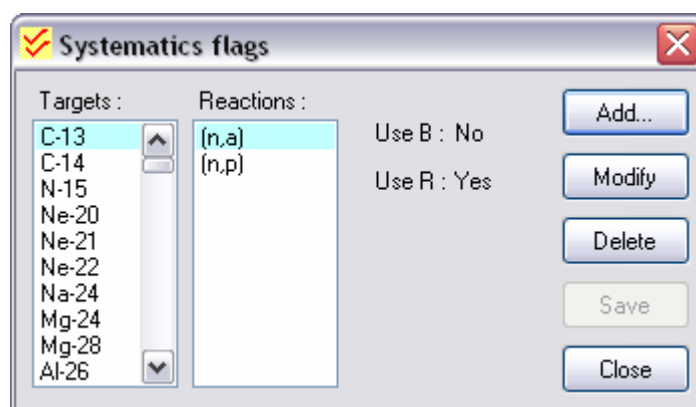 Systematics flags
Targets :
C-13
C-14
N-15
Ne-20
Ne-21
Ne-22
Na-24
Mg-24
Mg-28
Al-26
Reactions :
(n,a)
(n,p)
Use B : No
Use R : Yes
Add...
Modify
Delete
Save
Close